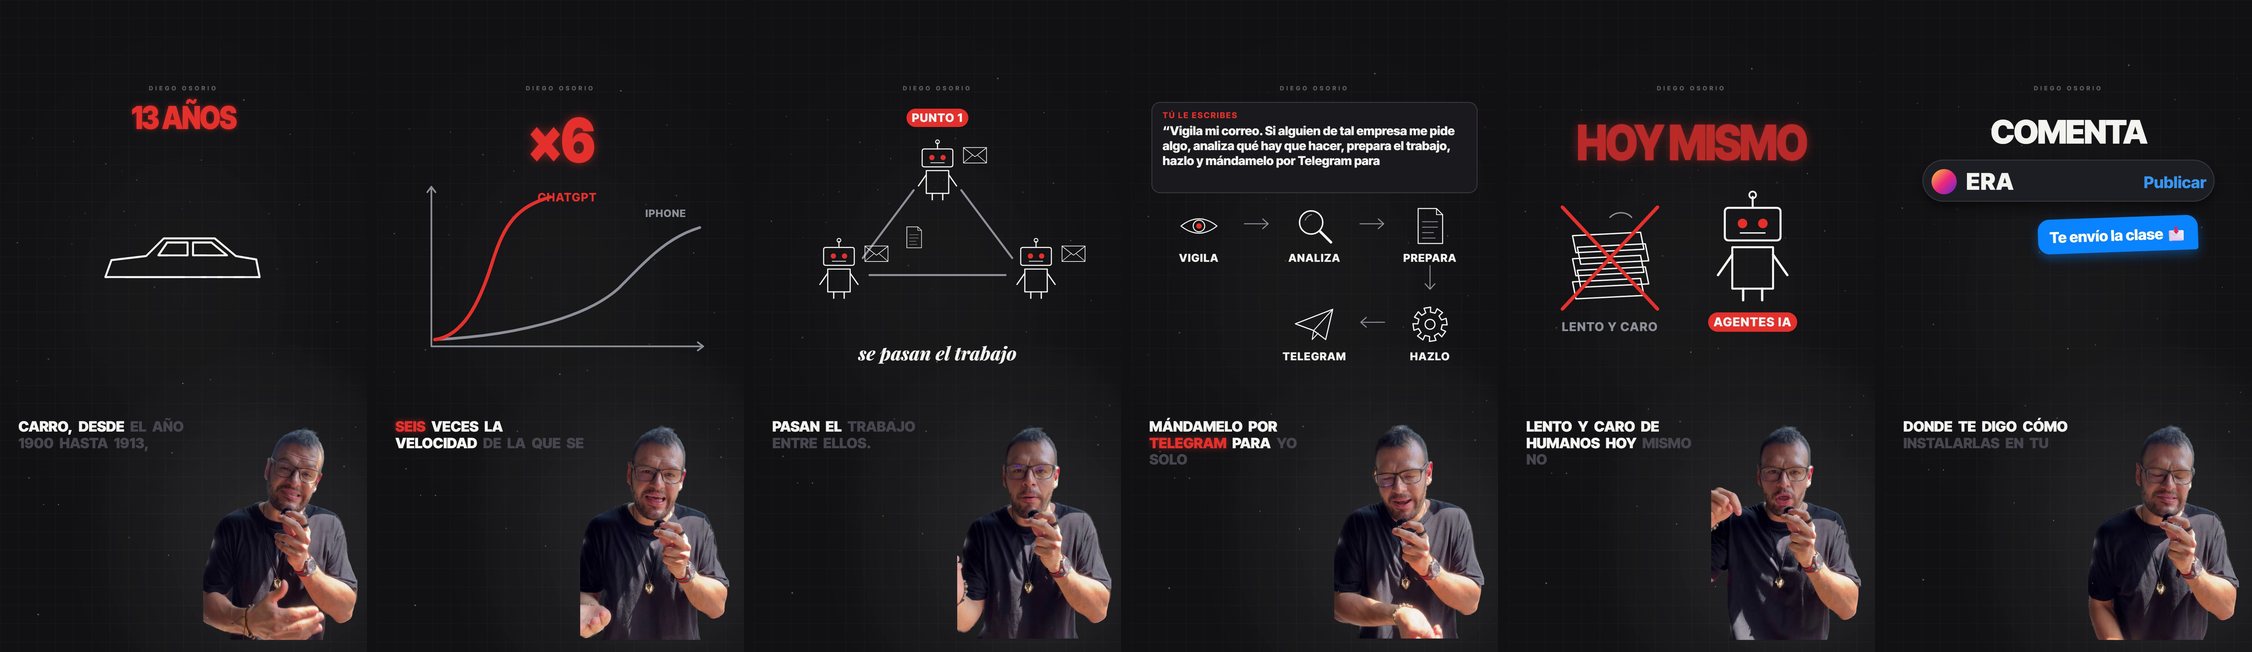 DIEGO OSORIO
13 AÑOS
CARRO, DESDE EL AÑO
1900 HASTA 1913,
DIEGO OSORIO
×6
CHATGPT
IPHONE
SEIS VECES LA
VELOCIDAD DE LA QUE SE
DIEGO OSORIO
PUNTO 1
se pasan el trabajo
PASAN EL TRABAJO
ENTRE ELLOS.
DIEGO OSORIO
TÚ LE ESCRIBES
“Vigila mi correo. Si alguien de tal empresa me pide
algo, analiza qué hay que hacer, prepara el trabajo,
hazlo y mándamelo por Telegram para
VIGILA
ANALIZA
PREPARA
TELEGRAM
HAZLO
MÁNDAMELO POR
TELEGRAM PARA YO
SOLO
DIEGO OSORIO
HOY MISMO
LENTO Y CARO
AGENTES IA
LENTO Y CARO DE
HUMANOS HOY MISMO
NO
DIEGO OSORIO
COMENTA
ERA
Publicar
Te envío la clase
DONDE TE DIGO CÓMO
INSTALARLAS EN TU